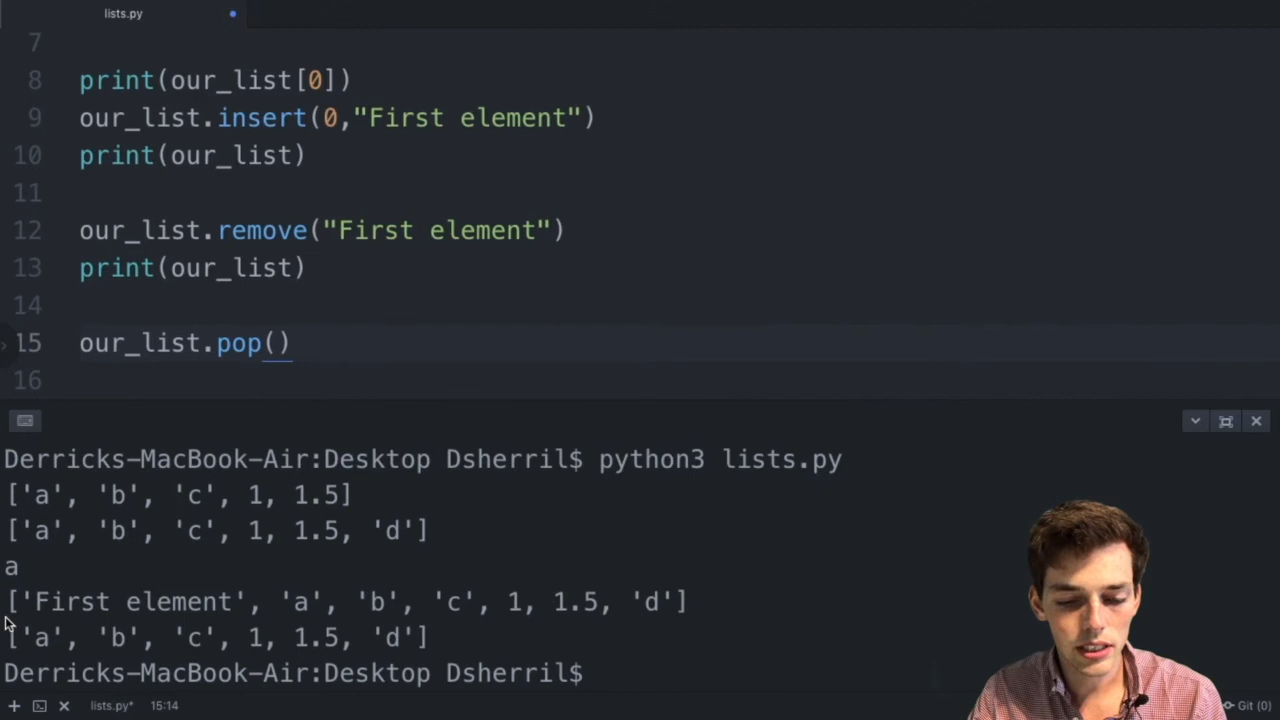 lists.py
7
8 print(our_list[0])
9 our_list.insert(0,"First element")
10 print(our_list)
11
12 our_list.remove("First element")
13 print(our_list)
14
15 our_list.pop()
16
Derricks-MacBook-Air:Desktop Dsherril$ python3 lists.py
['a', 'b', 'c', 1, 1.5]
['a', 'b', 'c', 1, 1.5, 'd']
a
['First element', 'a', 'b', 'c', 1, 1.5, 'd']
['a', 'b', 'c', 1, 1.5, 'd']
Derricks-MacBook-Air:Desktop Dsherril$
lists.py* 15:14 Git (0)